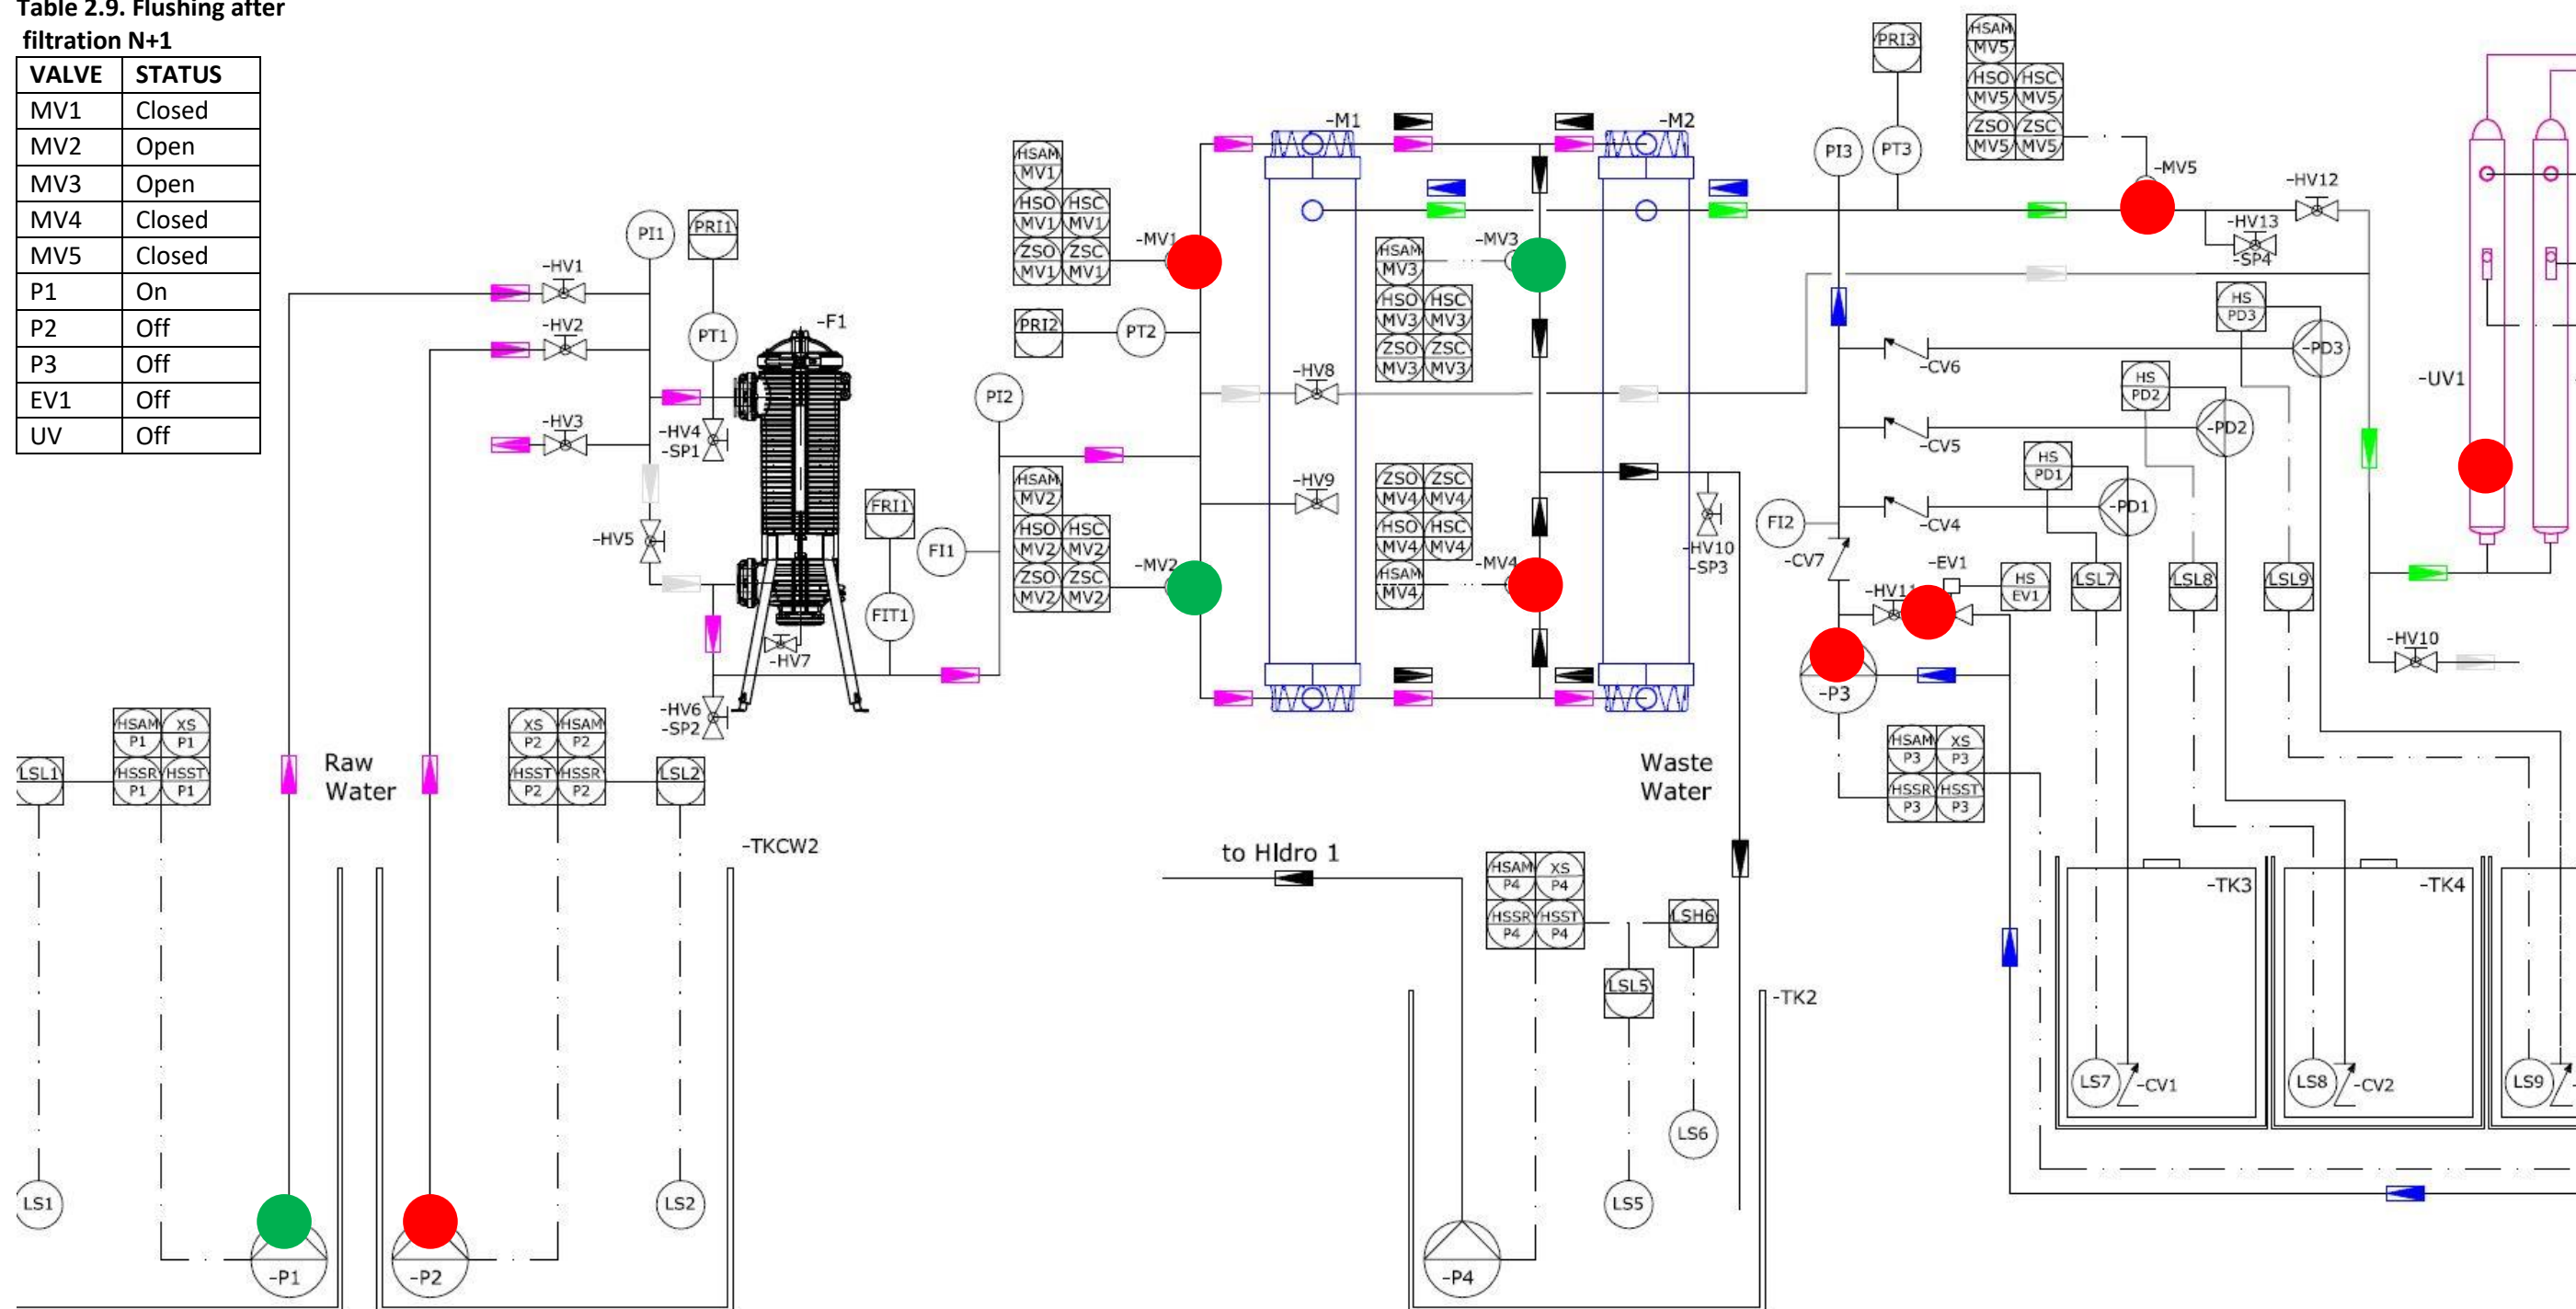 Table 2.9. Flushing after
filtration N+1
VALVE STATUS
MV1 Closed
MV2 Open
MV3 Open
MV4 Closed
MV5 Closed
P1 On
P2 Off
P3 Off
EV1 Off
UV Off
PRI3
HSAM
MV5
HSO HSC
MV5 MV5
ZSO ZSC
MV5 MV5
PI3
PT3
-MV5
-HV12
-HV13
-SP4
-M1
-M2
HSAM
MV1
HSO HSC
MV1 MV1
ZSO ZSC
MV1 MV1
-MV1
PI1
PRI1
-HV1
-HV2
-HV3
PT1
-F1
-HV4
-SP1
-HV5
PRI2
PT2
PI2
-HV8
-HV9
HSAM
MV3
HSO HSC
MV3 MV3
ZSO ZSC
MV3 MV3
-MV3
HS
PD3
-PD3
-CV6
HS
PD2
-PD2
-CV5
HS
PD1
-PD1
-CV4
-UV1
FRI1
FI1
FIT1
HSAM
MV2
HSO HSC
MV2 MV2
ZSO ZSC
MV2 MV2
-MV2
ZSO ZSC
MV4 MV4
HSO HSC
MV4 MV4
HSAM
MV4
-MV4
-HV10
-SP3
FI2
-CV7
-EV1
-HV11
HS
EV1
LSL7
LSL8
LSL9
-HV10
-HV7
-HV6
-SP2
-P3
HSAM XS
P3 P3
HSSR HSST
P3 P3
LSL1
HSAM XS
P1 P1
HSSR HSST
P1 P1
Raw
Water
XS HSAM
P2 P2
HSST HSSR
P2 P2
LSL2
-TKCW2
Waste
Water
to HIdro 1
HSAM XS
P4 P4
HSSR HSST
P4 P4
LSH6
LSL5
-TK2
-TK3
-TK4
LS7
-CV1
LS8
-CV2
LS9
LS6
LS5
LS1
LS2
-P1
-P2
-P4